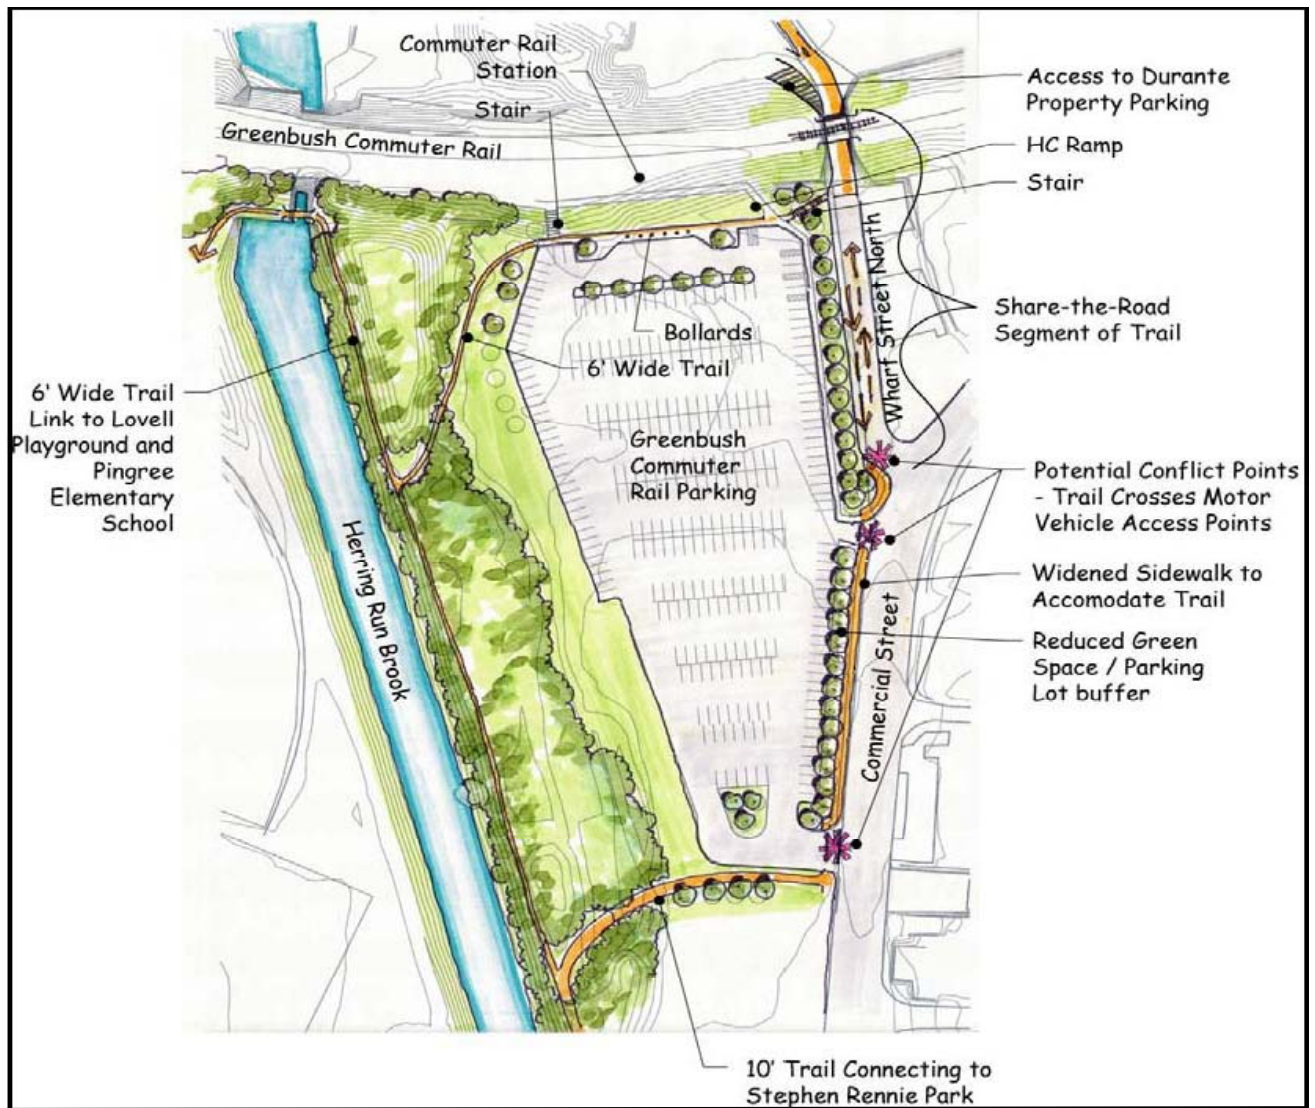 Commuter Rail
Station
Stair
Greenbush Commuter Rail
Access to Durante
Property Parking
HC Ramp
Stair
Wharf Street North
Share-the-Road
Segment of Trail
Bollards
6' Wide Trail
6' Wide Trail
Link to Lovell
Playground and
Pingree
Elementary
School
Greenbush
Commuter
Rail Parking
Potential Conflict Points
- Trail Crosses Motor
Vehicle Access Points
Herring Run Brook
Widened Sidewalk to
Accomodate Trail
Commercial Street
Reduced Green
Space / Parking
Lot buffer
10' Trail Connecting to
Stephen Rennie Park